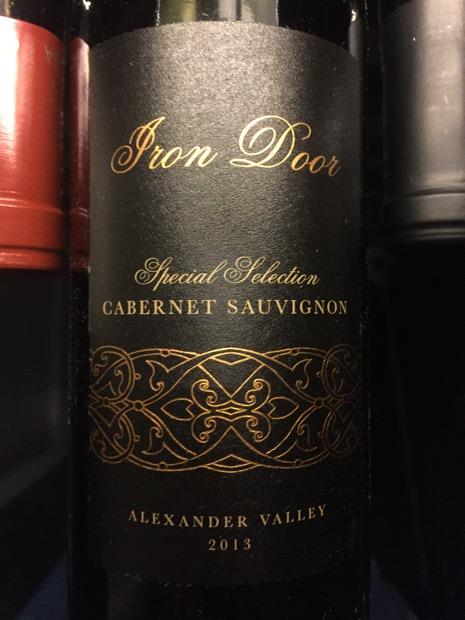 Iron Door
Special Selection
CABERNET SAUVIGNON
ALEXANDER VALLEY
2013